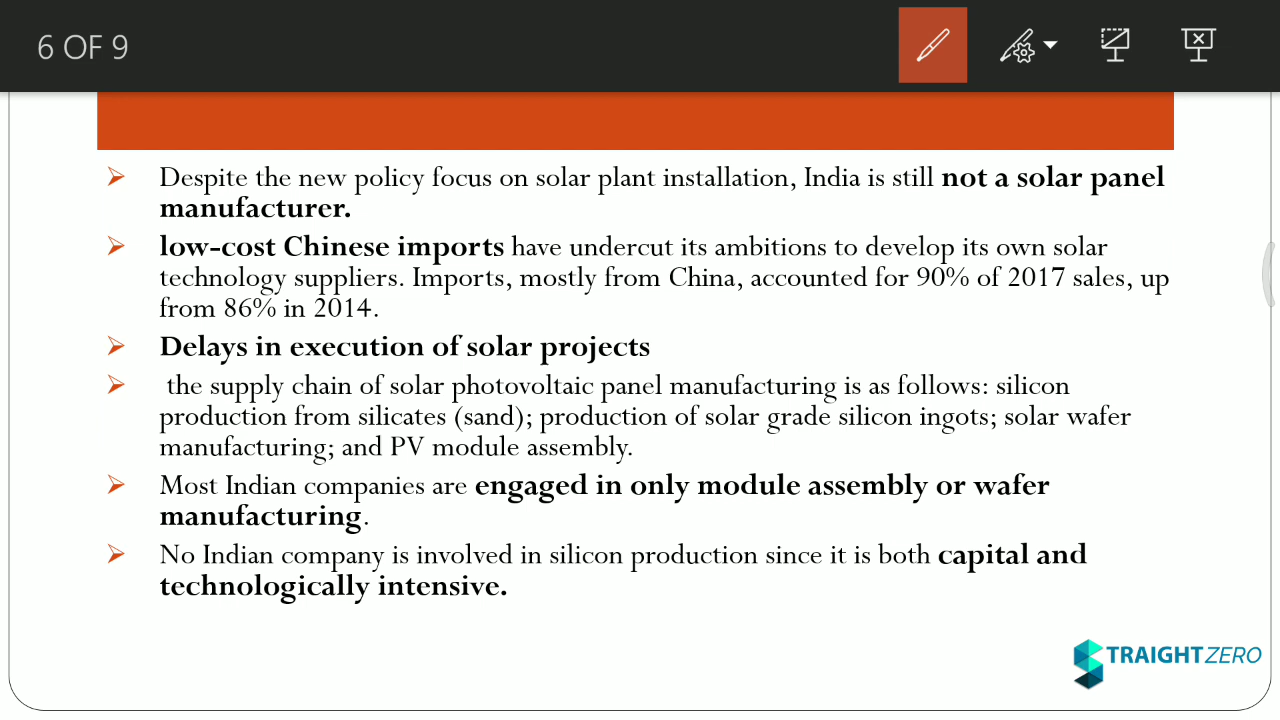 6 OF 9
Despite the new policy focus on solar plant installation, India is still not a solar panel
manufacturer.
low-cost Chinese imports have undercut its ambitions to develop its own solar
technology suppliers. Imports, mostly from China, accounted for 90% of 2017 sales, up
from 86% in 2014.
Delays in execution of solar projects
the supply chain of solar photovoltaic panel manufacturing is as follows: silicon
production from silicates (sand); production of solar grade silicon ingots; solar wafer
manufacturing; and PV module assembly.
Most Indian companies are engaged in only module assembly or wafer
manufacturing.
No Indian company is involved in silicon production since it is both capital and
technologically intensive.
TRAIGHTZERO